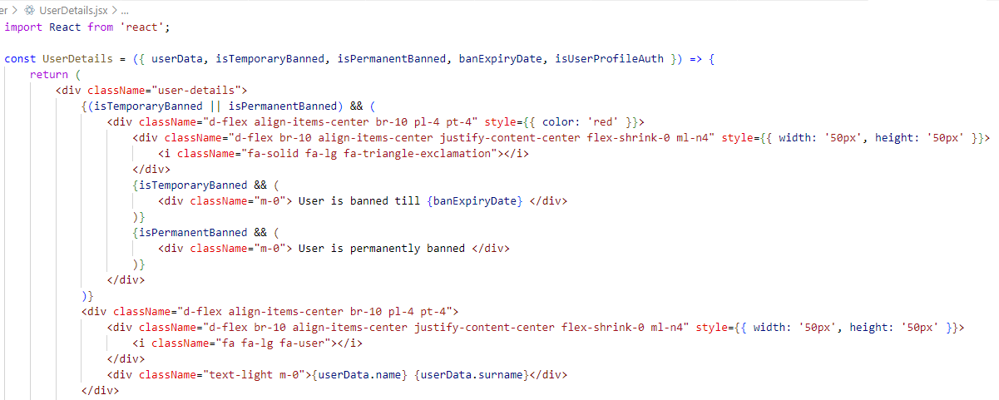 er > UserDetails.jsx > ...
import React from 'react';
const UserDetails = ({ userData, isTemporaryBanned, isPermanentBanned, banExpiryDate, isUserProfileAuth }) => {
    return (
        <div className="user-details">
            {(isTemporaryBanned || isPermanentBanned) && (
                <div className="d-flex align-items-center br-10 pl-4 pt-4" style={{ color: 'red' }}>
                    <div className="d-flex br-10 align-items-center justify-content-center flex-shrink-0 ml-n4" style={{ width: '50px', height: '50px' }}>
                        <i className="fa-solid fa-lg fa-triangle-exclamation"></i>
                    </div>
                    {isTemporaryBanned && (
                        <div className="m-0"> User is banned till {banExpiryDate} </div>
                    )}
                    {isPermanentBanned && (
                        <div className="m-0"> User is permanently banned </div>
                    )}
                </div>
            )}
            <div className="d-flex align-items-center br-10 pl-4 pt-4">
                <div className="d-flex br-10 align-items-center justify-content-center flex-shrink-0 ml-n4" style={{ width: '50px', height: '50px' }}>
                    <i className="fa fa-lg fa-user"></i>
                </div>
                <div className="text-light m-0">{userData.name} {userData.surname}</div>
            </div>